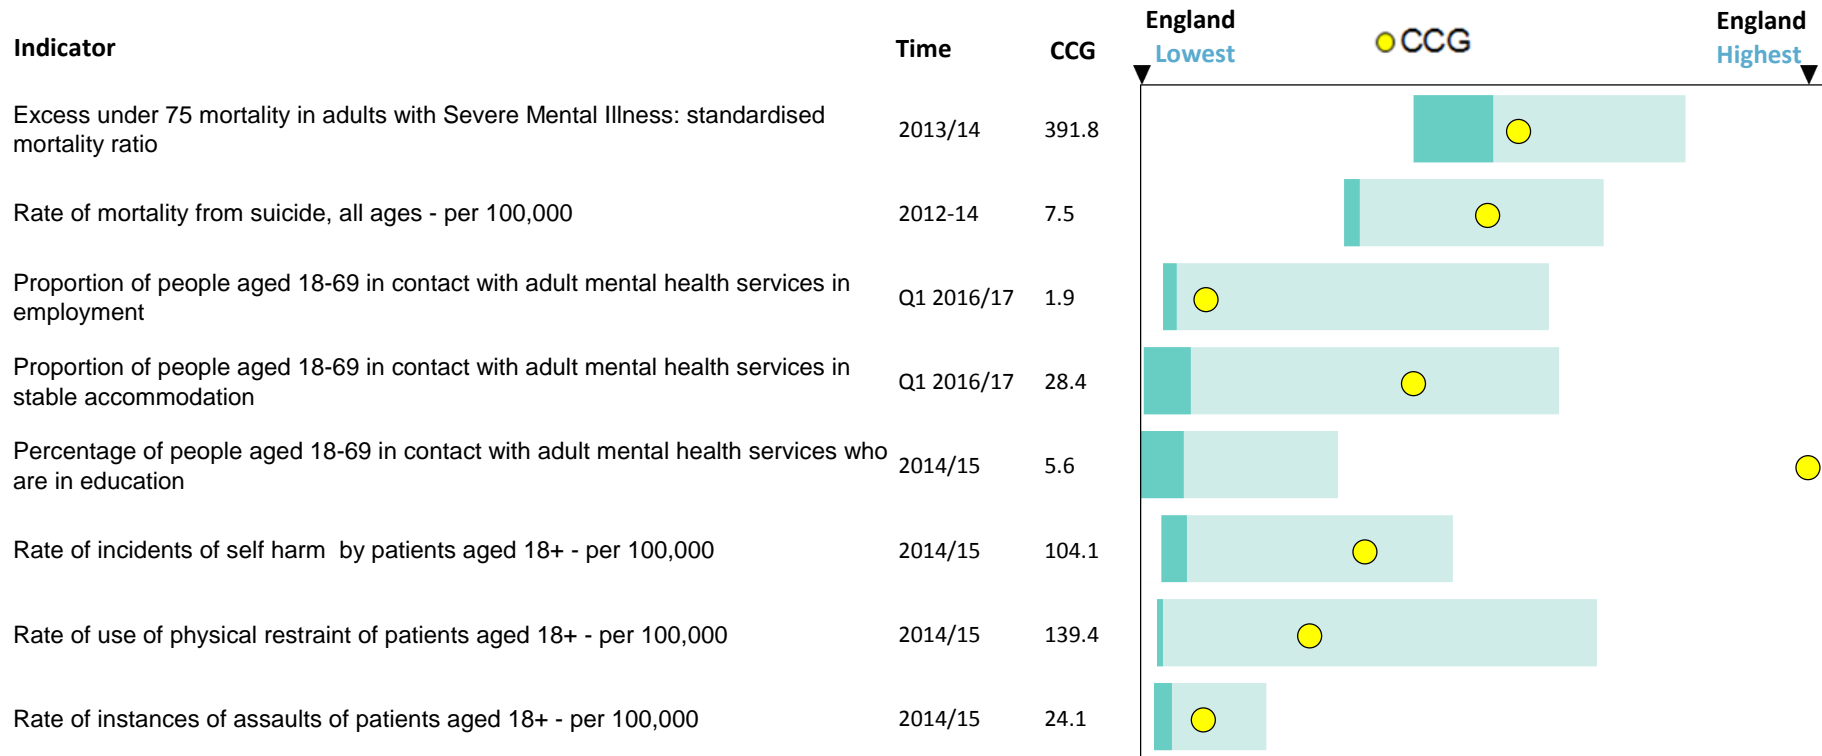 England
England
Indicator Time CCG Lowest CCG Highest
Excess under 75 mortality in adults with Severe Mental Illness: standardised
mortality ratio
2013/14 391.8
Rate of mortality from suicide, all ages - per 100,000 2012-14 7.5
Proportion of people aged 18-69 in contact with adult mental health services in
employment
Q1 2016/17 1.9
Proportion of people aged 18-69 in contact with adult mental health services in
stable accommodation
Q1 2016/17 28.4
Percentage of people aged 18-69 in contact with adult mental health services who
are in education
2014/15 5.6
Rate of incidents of self harm  by patients aged 18+ - per 100,000 2014/15 104.1
Rate of use of physical restraint of patients aged 18+ - per 100,000 2014/15 139.4
Rate of instances of assaults of patients aged 18+ - per 100,000 2014/15 24.1